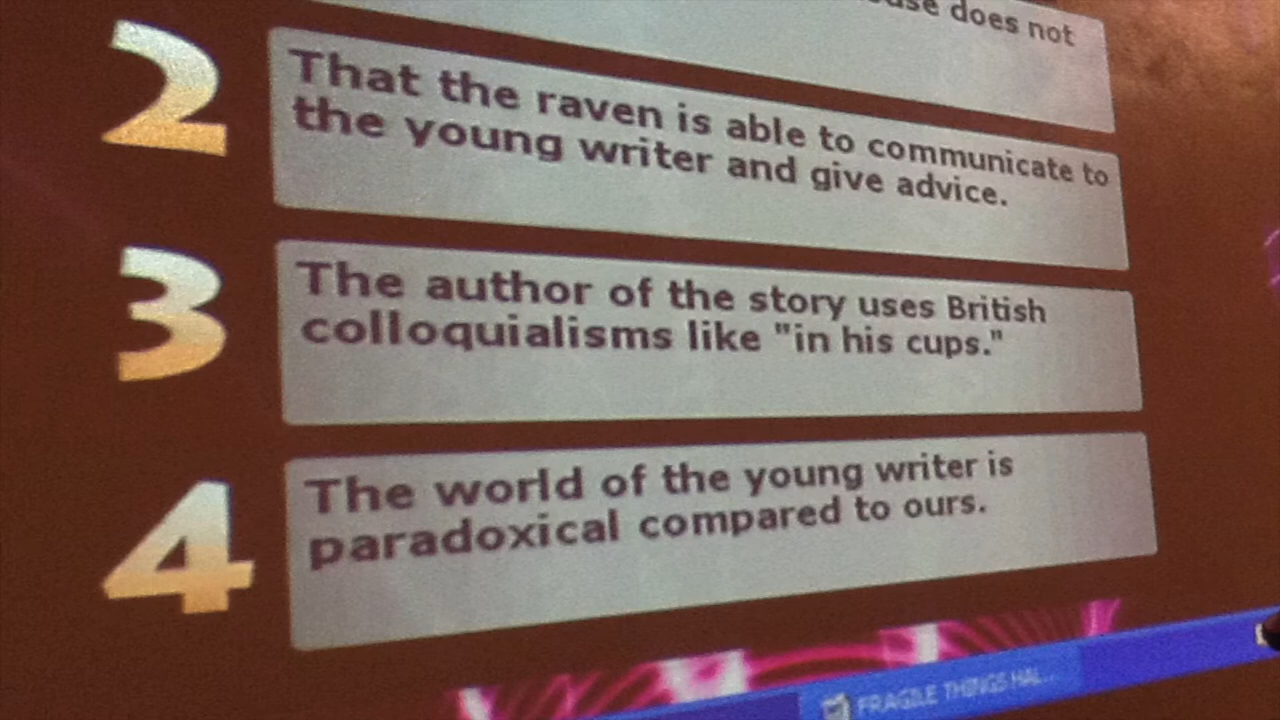 does not
2
That the raven is able to communicate to
the young writer and give advice.
3
The author of the story uses British
colloquialisms like "in his cups."
4
The world of the young writer is
paradoxical compared to ours.
FRAGILE THINGS HAL...